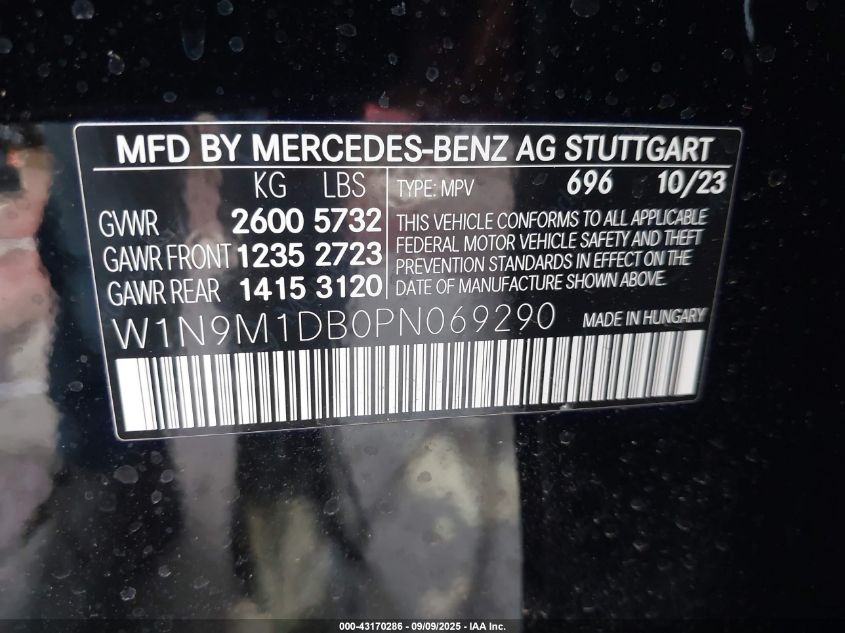 MFD BY MERCEDES-BENZ AG STUTTGART
KG LBS
GVWR 2600 5732
GAWR FRONT 1235 2723
GAWR REAR 1415 3120
TYPE: MPV 696 10/23
THIS VEHICLE CONFORMS TO ALL APPLICABLE
FEDERAL MOTOR VEHICLE SAFETY AND THEFT
PREVENTION STANDARDS IN EFFECT ON THE
DATE OF MANUFACTURE SHOWN ABOVE.
W1N9M1DB0PN069290 MADE IN HUNGARY
000-43170286 - 09/09/2025 - IAA Inc.